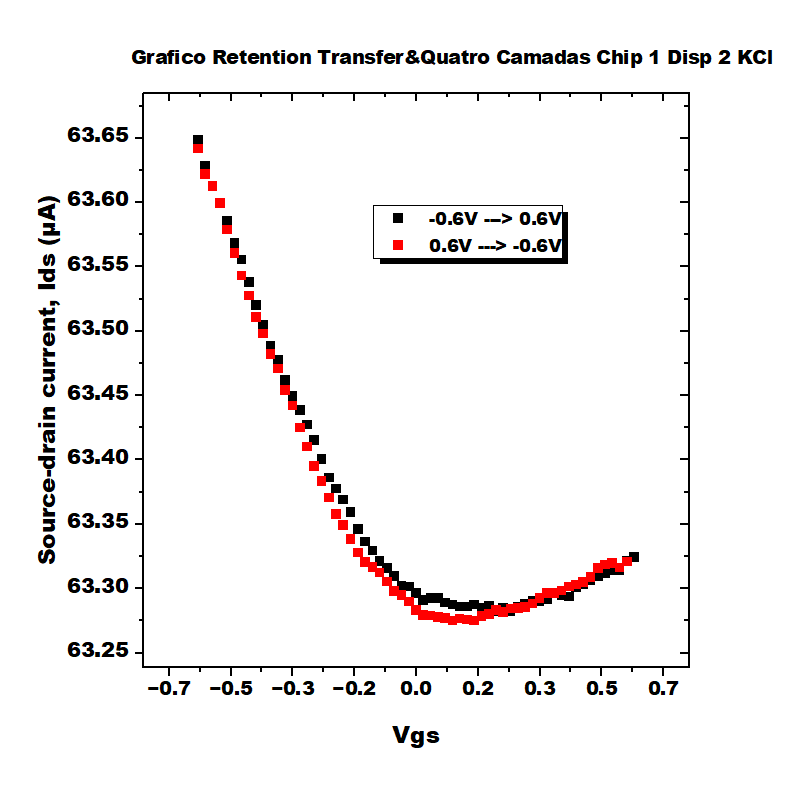 Grafico Retention Transfer&Quatro Camadas Chip 1 Disp 2 KCl
63.65
63.60
63.55
63.50
63.45
63.40
63.35
63.30
63.25
Source-drain current, Ids (µA)
-0.6V ---> 0.6V
0.6V ---> -0.6V
−0.7 −0.5 −0.3 −0.2 0.0 0.2 0.3 0.5 0.7
Vgs